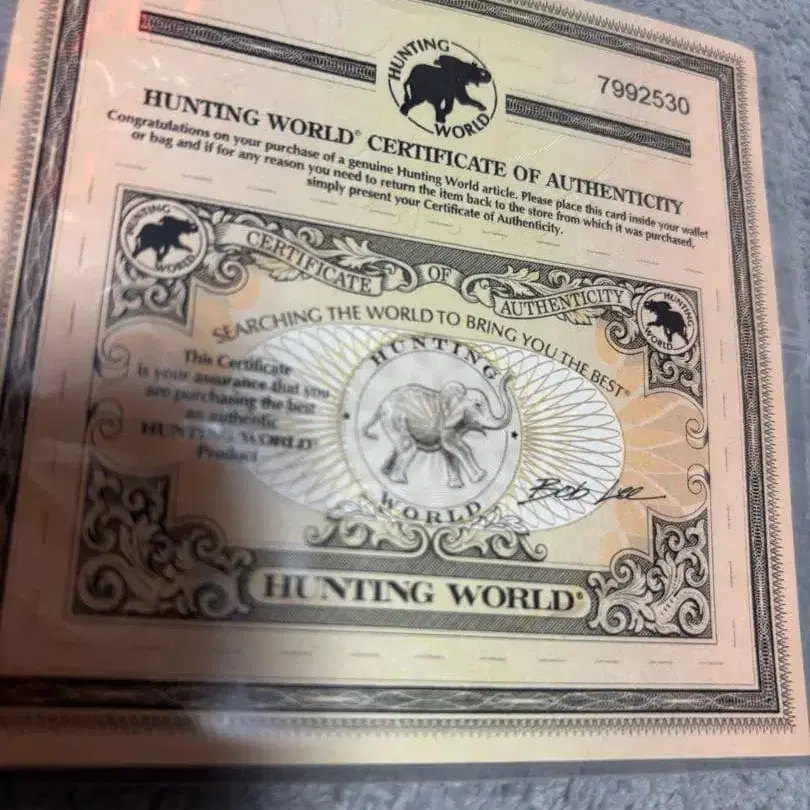 HUNTING
WORLD
7992530
HUNTING WORLD® CERTIFICATE OF AUTHENTICITY
Congratulations on your purchase of a genuine Hunting World article. Please place this card inside your wallet
or bag and if for any reason you need to return the item back to the store from which it was purchased,
simply present your Certificate of Authenticity.
HUNTING
WORLD
CERTIFICATE OF AUTHENTICITY
HUNTING
WORLD
SEARCHING THE WORLD TO BRING YOU THE BEST®
This Certificate
is your assurance that you
are purchasing the best
an authentic
HUNTING WORLD®
Product
HUNTING
WORLD
Bob Lee
HUNTING WORLD®